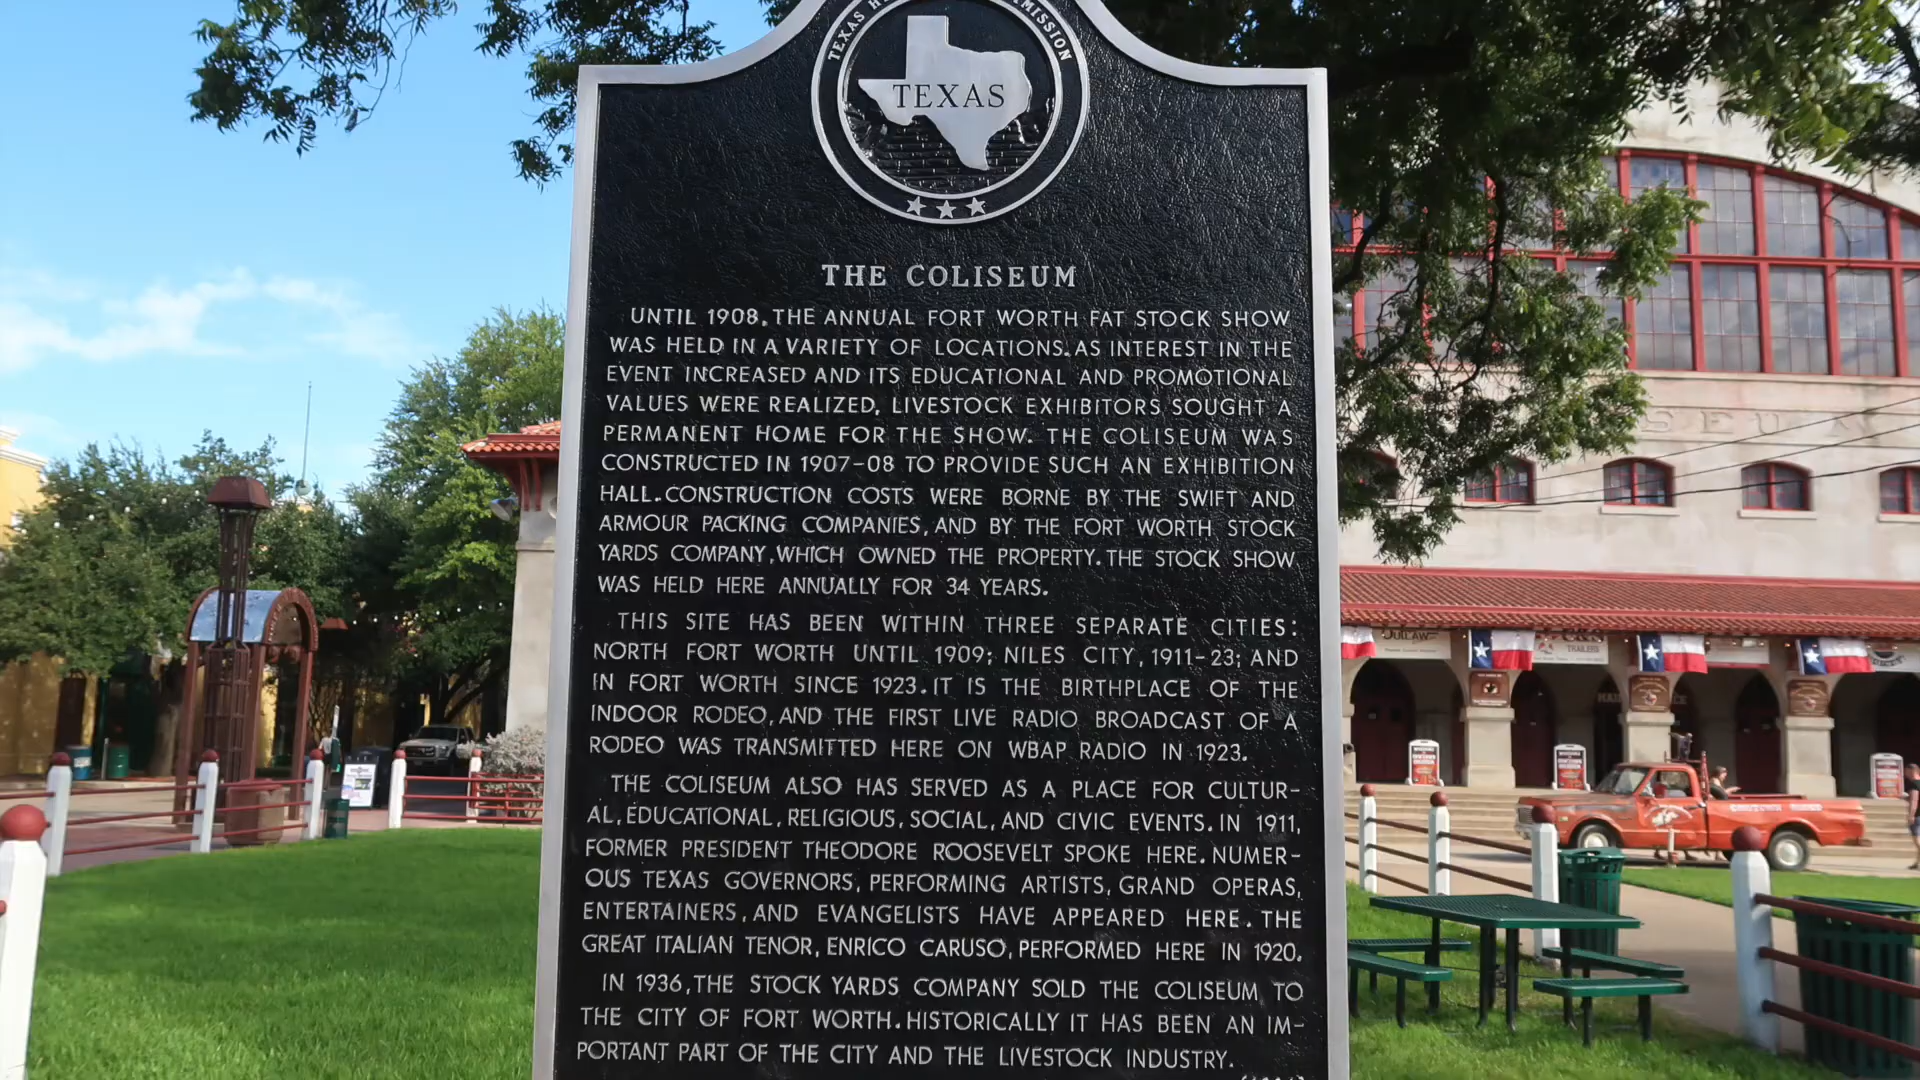 TEXAS
THE COLISEUM
UNTIL 1908, THE ANNUAL FORT WORTH FAT STOCK SHOW
WAS HELD IN A VARIETY OF LOCATIONS. AS INTEREST IN THE
EVENT INCREASED AND ITS EDUCATIONAL AND PROMOTIONAL
VALUES WERE REALIZED, LIVESTOCK EXHIBITORS SOUGHT A
PERMANENT HOME FOR THE SHOW. THE COLISEUM WAS
CONSTRUCTED IN 1907-08 TO PROVIDE SUCH AN EXHIBITION
HALL. CONSTRUCTION COSTS WERE BORNE BY THE SWIFT AND
ARMOUR PACKING COMPANIES, AND BY THE FORT WORTH STOCK
YARDS COMPANY, WHICH OWNED THE PROPERTY. THE STOCK SHOW
WAS HELD HERE ANNUALLY FOR 34 YEARS.
THIS SITE HAS BEEN WITHIN THREE SEPARATE CITIES:
NORTH FORT WORTH UNTIL 1909; NILES CITY, 1911-23; AND
IN FORT WORTH SINCE 1923. IT IS THE BIRTHPLACE OF THE
INDOOR RODEO, AND THE FIRST LIVE RADIO BROADCAST OF A
RODEO WAS TRANSMITTED HERE ON WBAP RADIO IN 1923.
THE COLISEUM ALSO HAS SERVED AS A PLACE FOR CULTUR-
AL, EDUCATIONAL, RELIGIOUS, SOCIAL, AND CIVIC EVENTS. IN 1911,
FORMER PRESIDENT THEODORE ROOSEVELT SPOKE HERE. NUMER-
OUS TEXAS GOVERNORS, PERFORMING ARTISTS, GRAND OPERAS,
ENTERTAINERS, AND EVANGELISTS HAVE APPEARED HERE. THE
GREAT ITALIAN TENOR, ENRICO CARUSO, PERFORMED HERE IN 1920.
IN 1936, THE STOCK YARDS COMPANY SOLD THE COLISEUM TO
THE CITY OF FORT WORTH. HISTORICALLY IT HAS BEEN AN IM-
PORTANT PART OF THE CITY AND THE LIVESTOCK INDUSTRY.
OUTLAW
TRAILERS